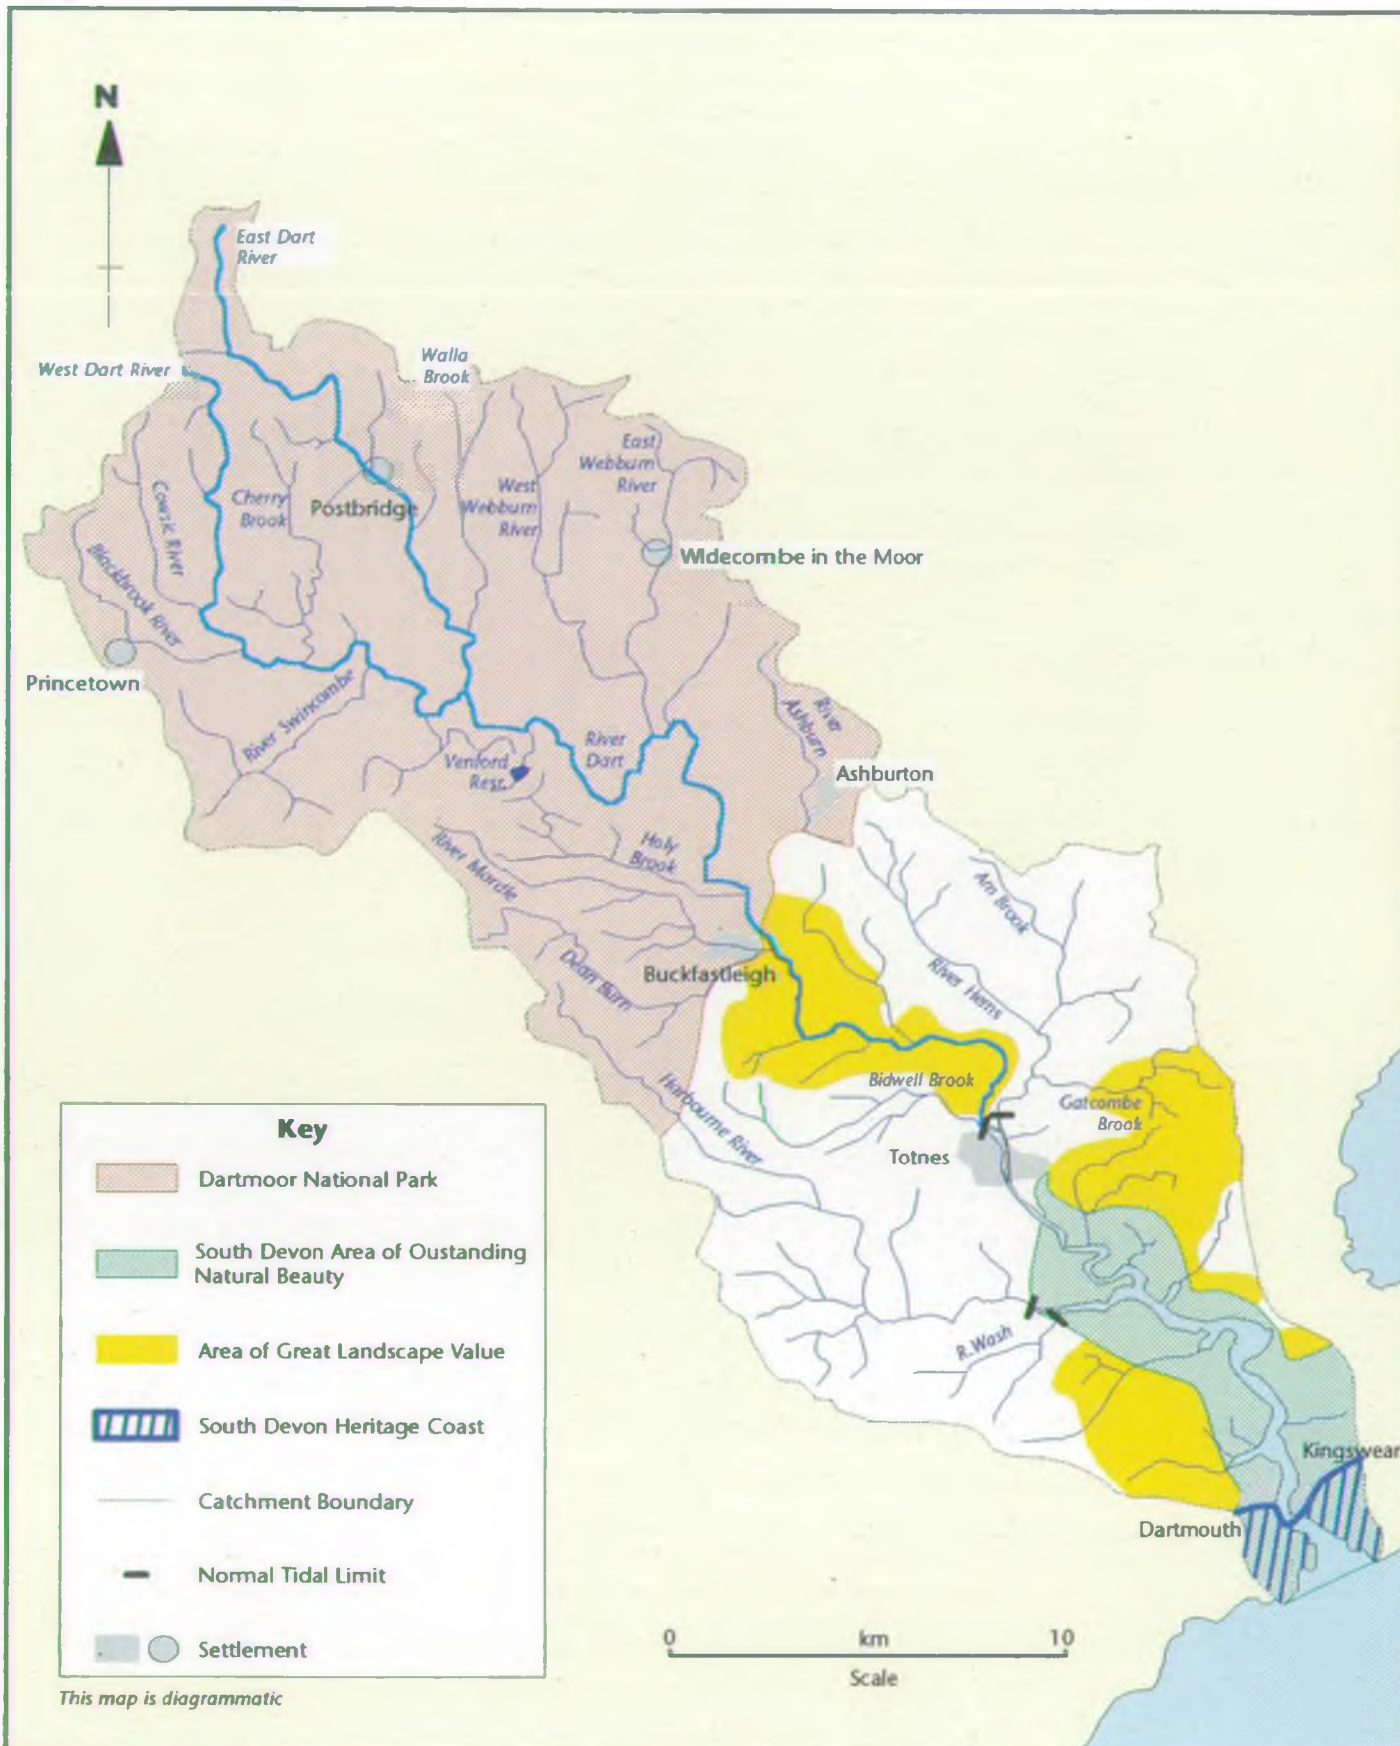 N
East Dart
River
West Dart River
Walla
Brook
East
Webburn
River
West
Webburn
River
Cowsic River
Cherry
Brook
Postbridge
Blackbrook River
Widecombe in the Moor
Princetown
River Swincombe
River
Ashburn
River
Dart
Venford
Resr.
Ashburton
Holy
Brook
River Mardle
Am Brook
River Hems
Buckfastleigh
Dean Burn
Bidwell Brook
Harbourne River
Gatcombe
Brook
Totnes
R.Wash
Kingswear
Dartmouth
Key
Dartmoor National Park
South Devon Area of Oustanding
Natural Beauty
Area of Great Landscape Value
South Devon Heritage Coast
Catchment Boundary
Normal Tidal Limit
Settlement
0 km 10
Scale
This map is diagrammatic